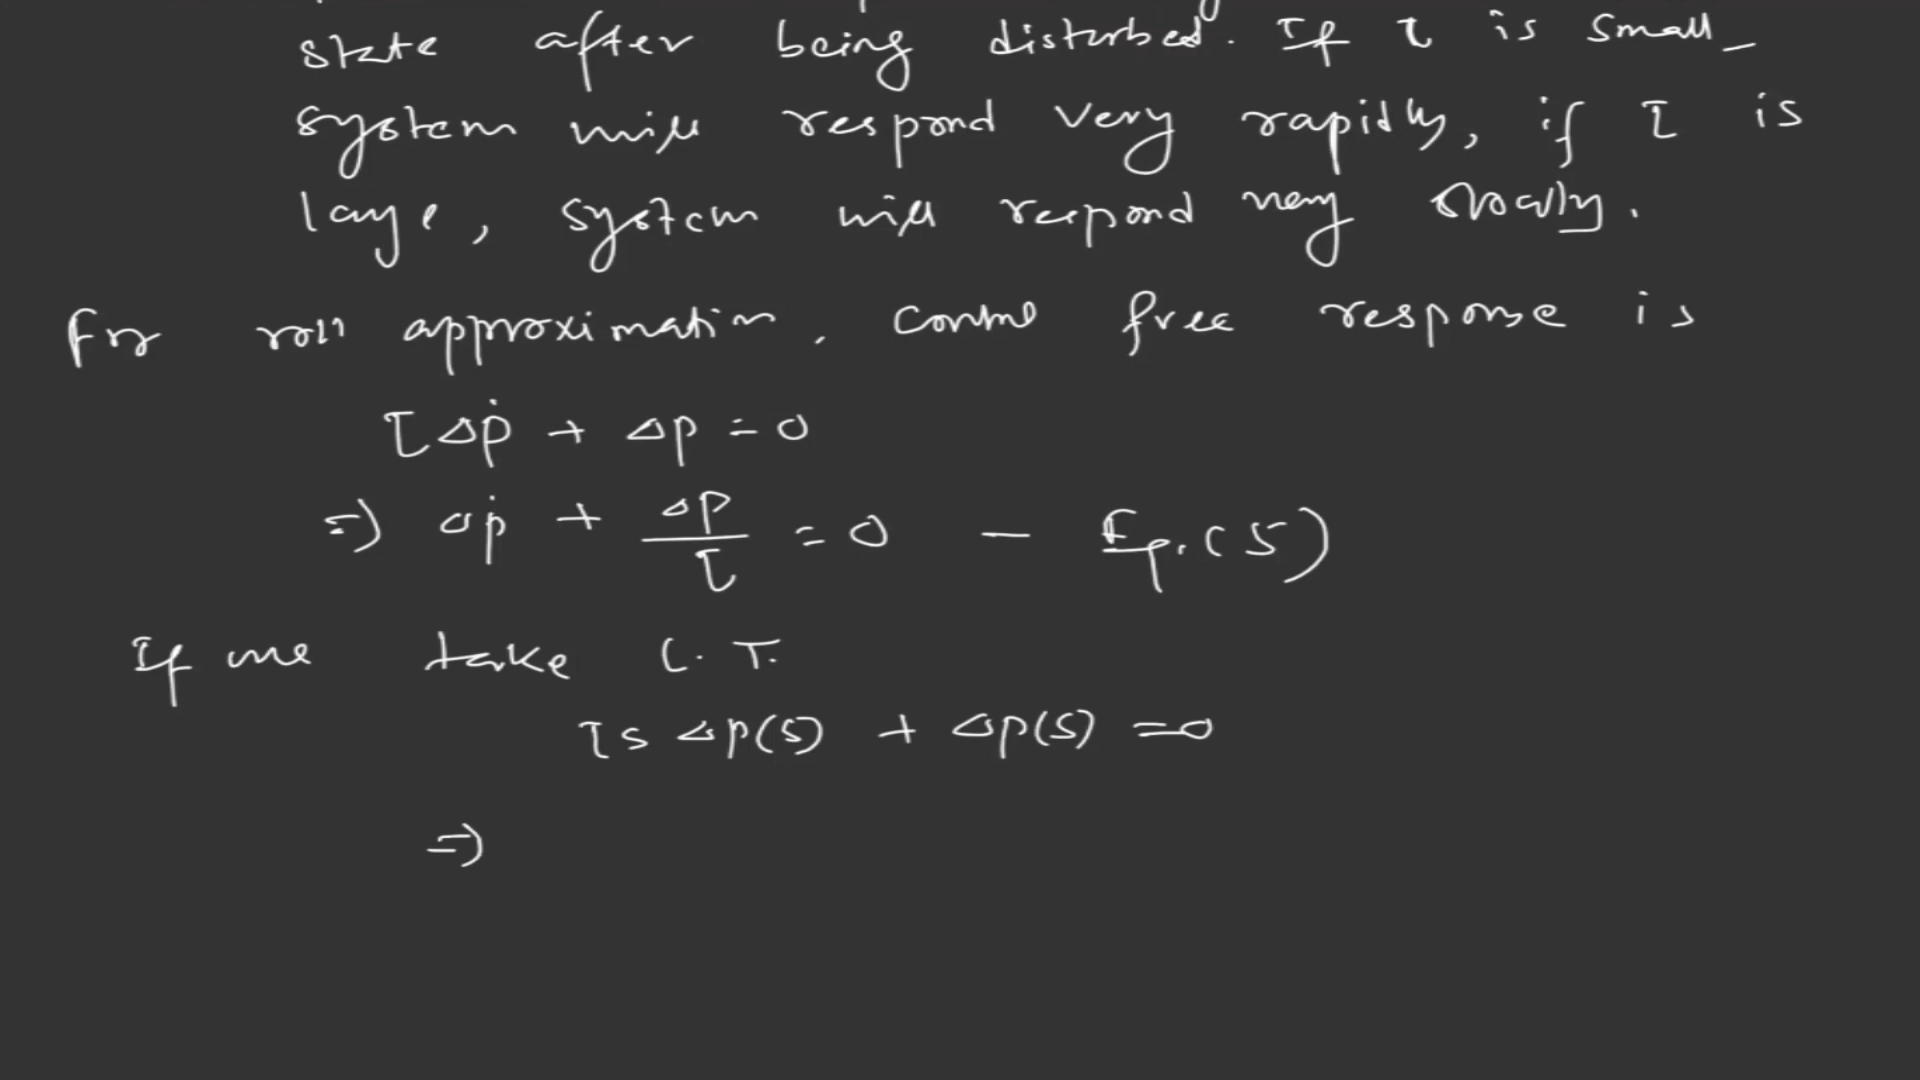 state after being disturbed. If τ is small
system will respond very rapidly, if τ is
large, system will respond very slowly.
For roll approximation, control free response is
τΔṗ + Δp = 0
⇒ Δṗ + Δp/τ = 0 — Eq.(5)
If we take L.T.
τs Δp(s) + Δp(s) = 0
⇒